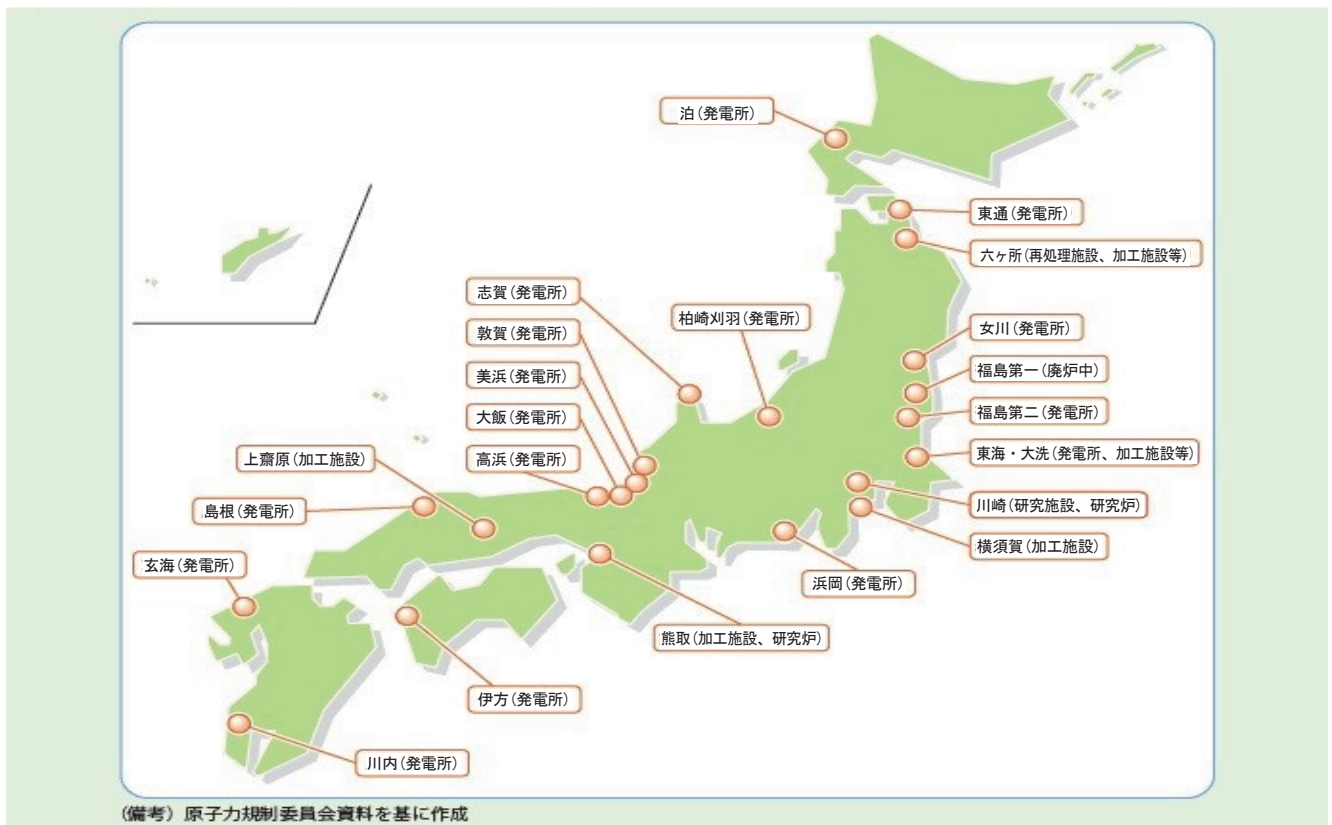 泊(発電所)
東通(発電所)
六ヶ所(再処理施設、加工施設等)
志賀(発電所)
柏崎刈羽(発電所)
敦賀(発電所)
女川(発電所)
美浜(発電所)
福島第一(廃炉中)
大飯(発電所)
福島第二(発電所)
高浜(発電所)
上齋原(加工施設)
東海・大洗(発電所、加工施設等)
島根(発電所)
川崎(研究施設、研究炉)
横須賀(加工施設)
玄海(発電所)
浜岡(発電所)
熊取(加工施設、研究炉)
伊方(発電所)
川内(発電所)
(備考)原子力規制委員会資料を基に作成